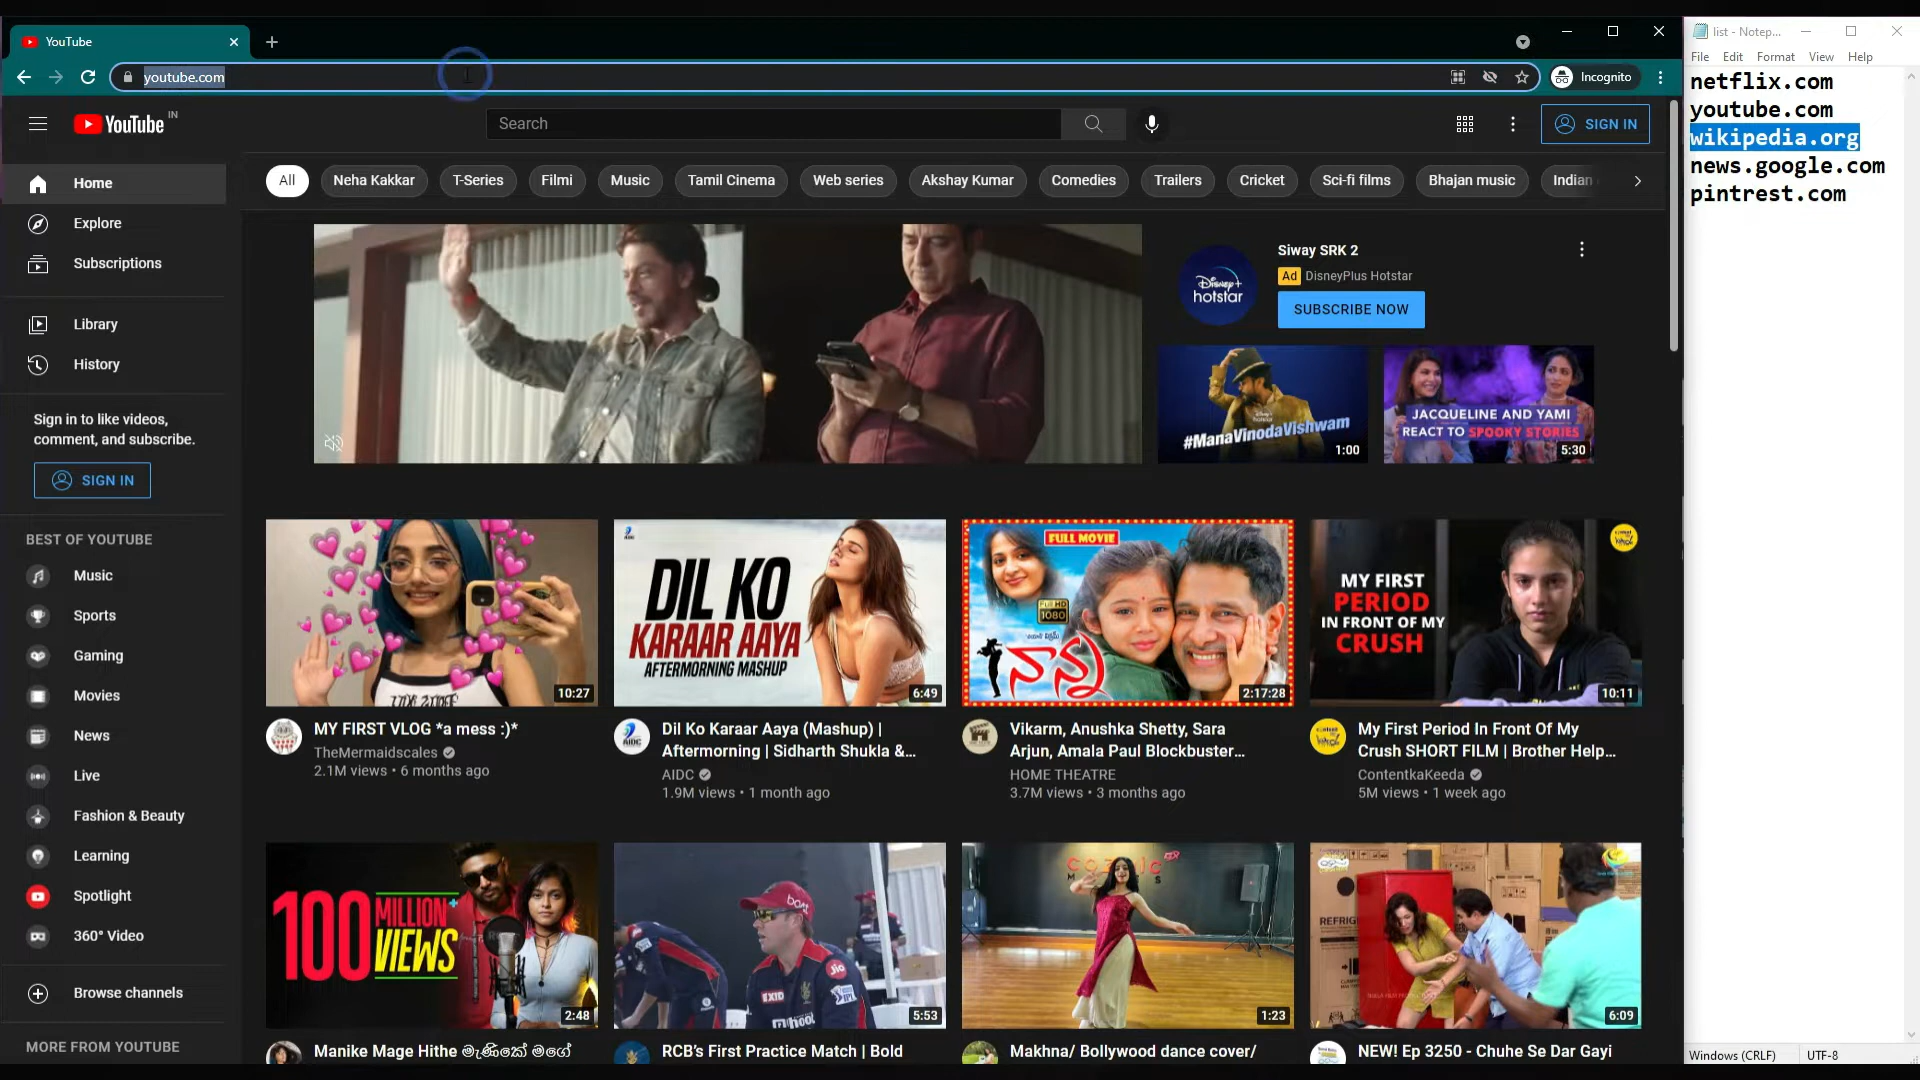 YouTube
youtube.com
Incognito
YouTube IN
Search
SIGN IN
Home
Explore
Subscriptions
Library
History
Sign in to like videos,
comment, and subscribe.
SIGN IN
BEST OF YOUTUBE
Music
Sports
Gaming
Movies
News
Live
Fashion & Beauty
Learning
Spotlight
360° Video
Browse channels
MORE FROM YOUTUBE
All
Neha Kakkar
T-Series
Filmi
Music
Tamil Cinema
Web series
Akshay Kumar
Comedies
Trailers
Cricket
Sci-fi films
Bhajan music
Indian
Disney+
hotstar
Siway SRK 2
Ad DisneyPlus Hotstar
SUBSCRIBE NOW
#ManaVinodaVishwam
1:00
JACQUELINE AND YAMI
REACT TO SPOOKY STORIES
5:30
10:27
MY FIRST VLOG *a mess :)*
TheMermaidscales
2.1M views • 6 months ago
DIL KO
KARAAR AAYA
AFTERMORNING MASHUP
6:49
AIDC
Dil Ko Karaar Aaya (Mashup) |
Aftermorning | Sidharth Shukla &...
AIDC
1.9M views • 1 month ago
FULL MOVIE
Full HD
1080
నాన్న
2:17:28
Vikarm, Anushka Shetty, Sara
Arjun, Amala Paul Blockbuster...
HOME THEATRE
3.7M views • 3 months ago
MY FIRST
PERIOD
IN FRONT OF MY
CRUSH
10:11
My First Period In Front Of My
Crush SHORT FILM | Brother Help...
ContentkaKeeda
5M views • 1 week ago
100 MILLION+
VIEWS
2:48
Manike Mage Hithe මැණිකේ මගේ
boAt
Jio
EXIO
IPL
5:53
RCB's First Practice Match | Bold
1:23
Makhna/ Bollywood dance cover/
REFRIG
6:09
NEW! Ep 3250 - Chuhe Se Dar Gayi
list - Notep...
File Edit Format View Help
netflix.com
youtube.com
wikipedia.org
news.google.com
pintrest.com
Windows (CRLF)
UTF-8